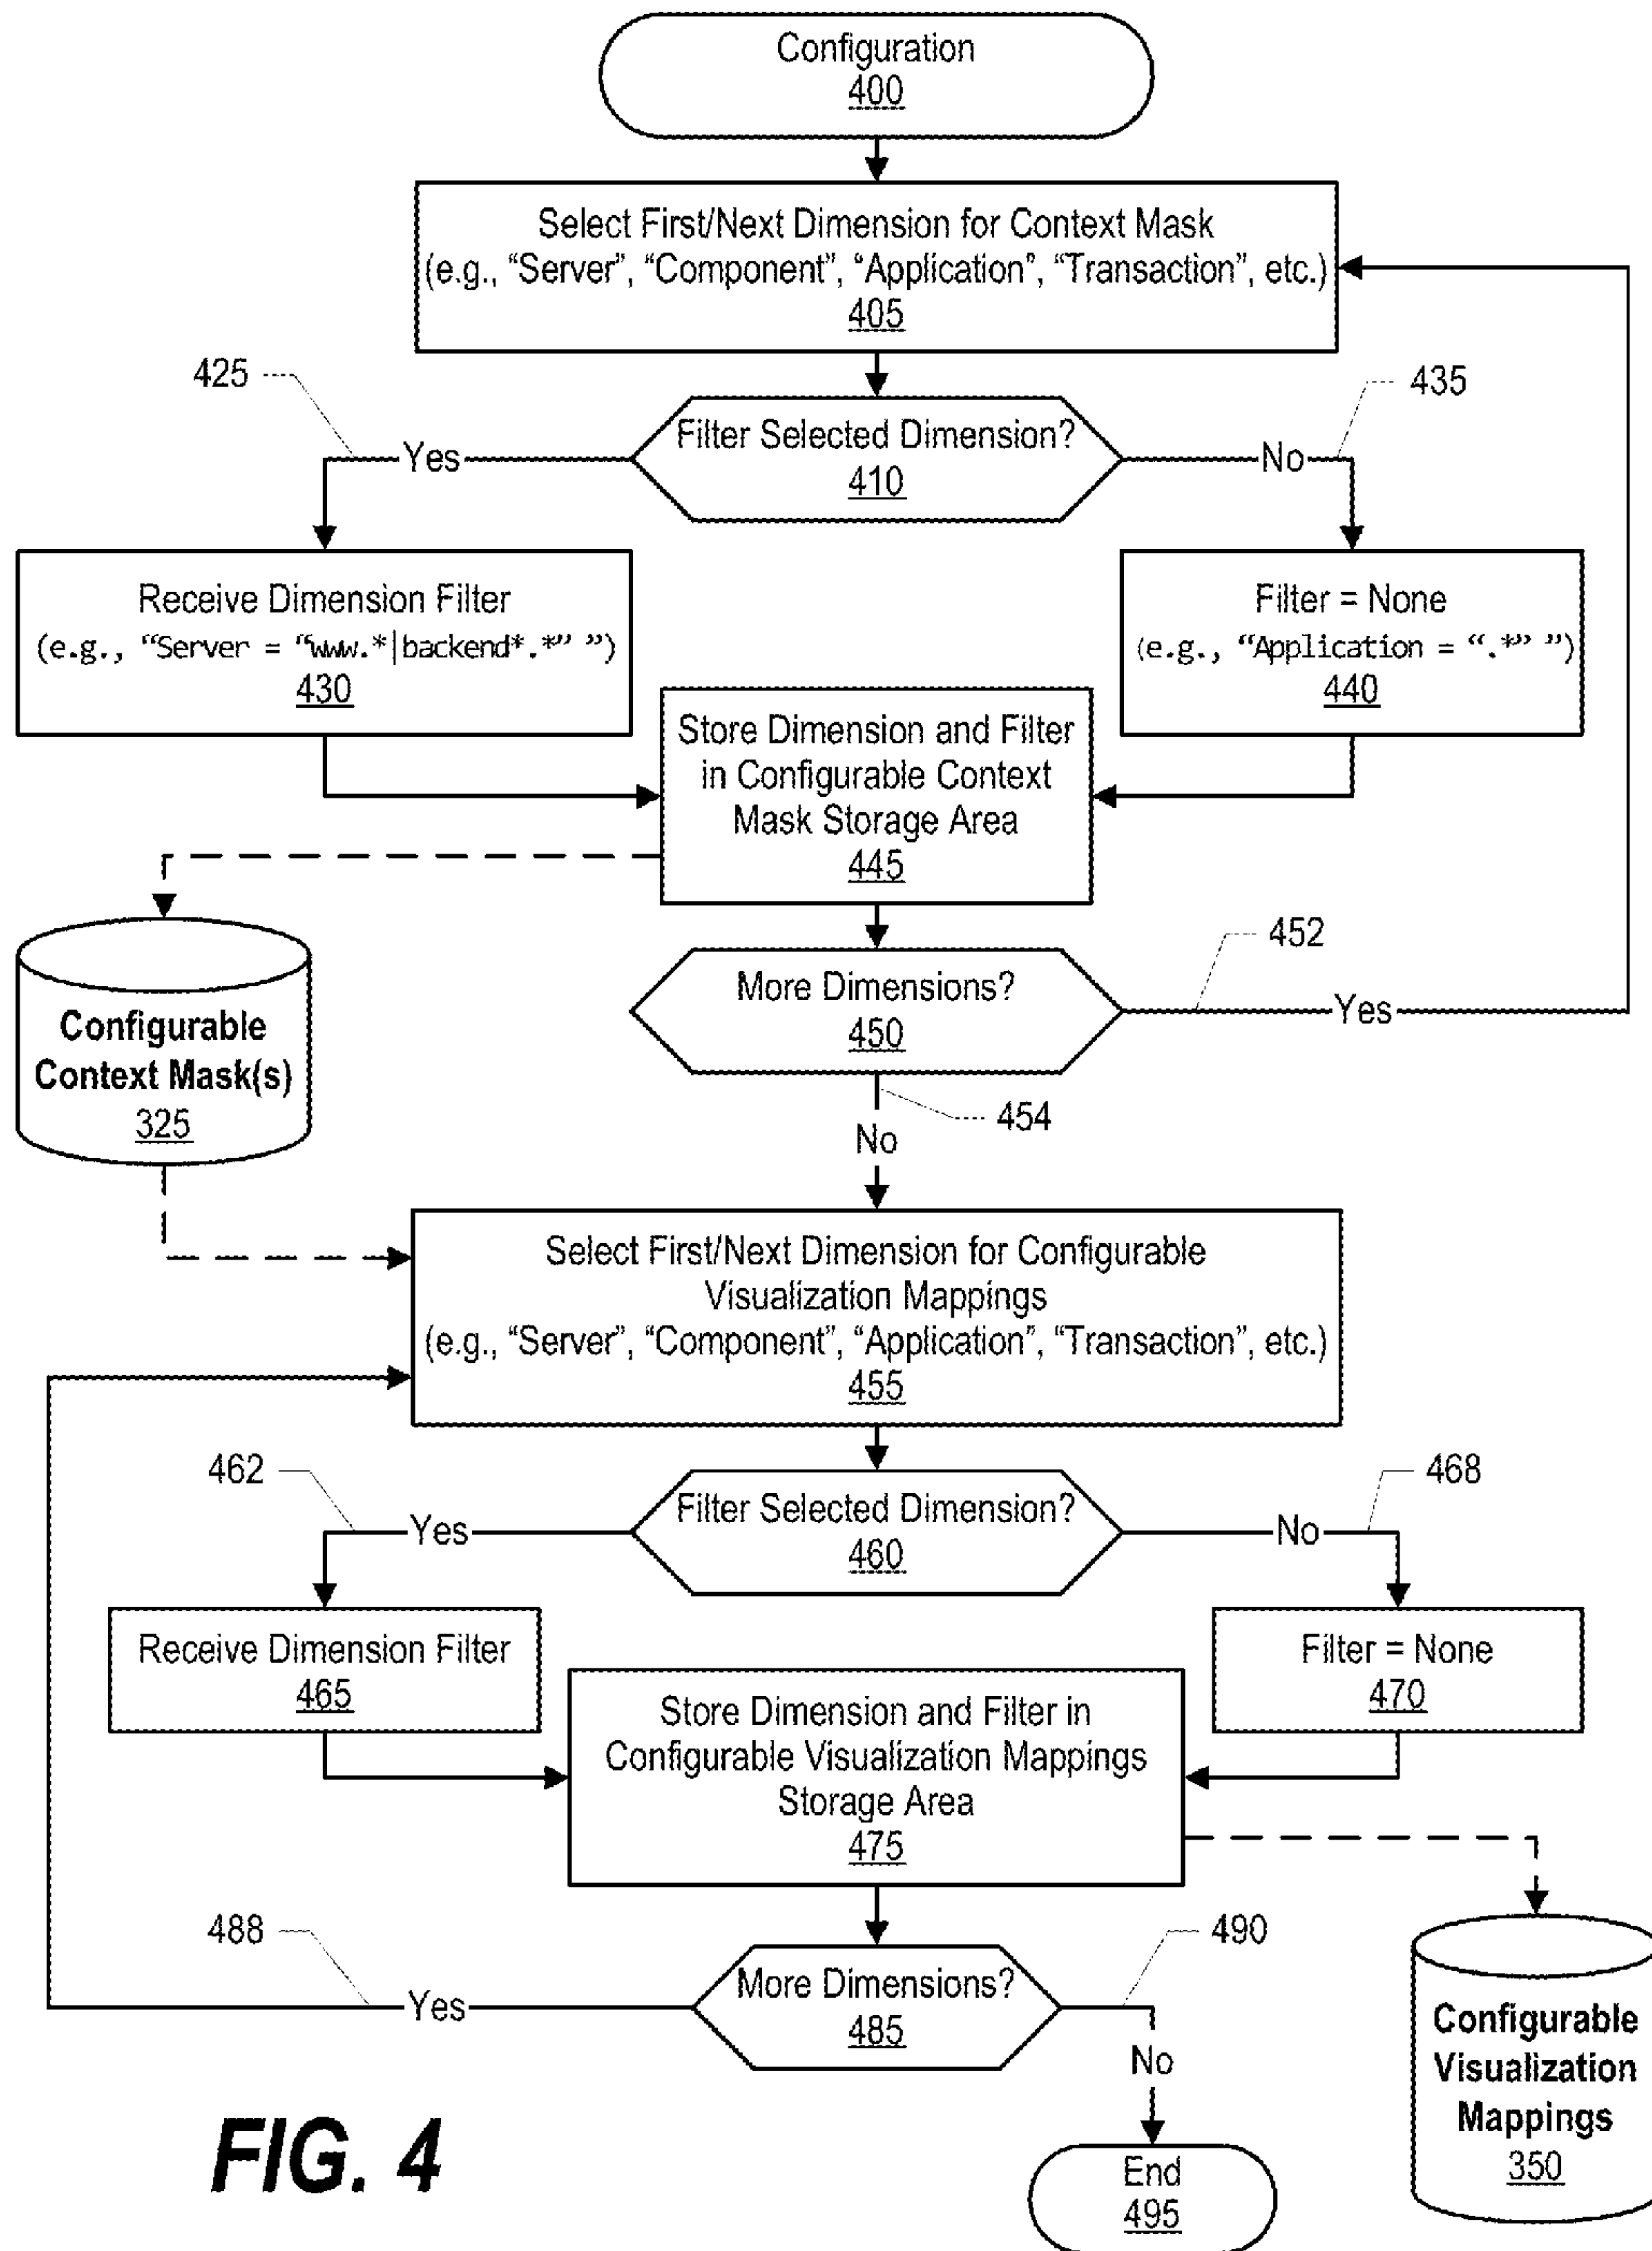 Configuration
400
Select First/Next Dimension for Context Mask
(e.g., “Server”, “Component”, “Application”, “Transaction”, etc.)
405
425
435
Filter Selected Dimension?
410
Yes
No
Receive Dimension Filter
(e.g., “Server = “www.*|backend*.*” ”)
430
Filter = None
(e.g., “Application = “.*” ”)
440
Store Dimension and Filter
in Configurable Context
Mask Storage Area
445
452
More Dimensions?
450
Yes
Configurable
Context Mask(s)
325
454
No
Select First/Next Dimension for Configurable
Visualization Mappings
(e.g., “Server”, “Component”, “Application”, “Transaction”, etc.)
455
462
468
Filter Selected Dimension?
460
Yes
No
Receive Dimension Filter
465
Filter = None
470
Store Dimension and Filter in
Configurable Visualization Mappings
Storage Area
475
488
490
More Dimensions?
485
Yes
No
Configurable
Visualization
Mappings
350
End
495
FIG. 4